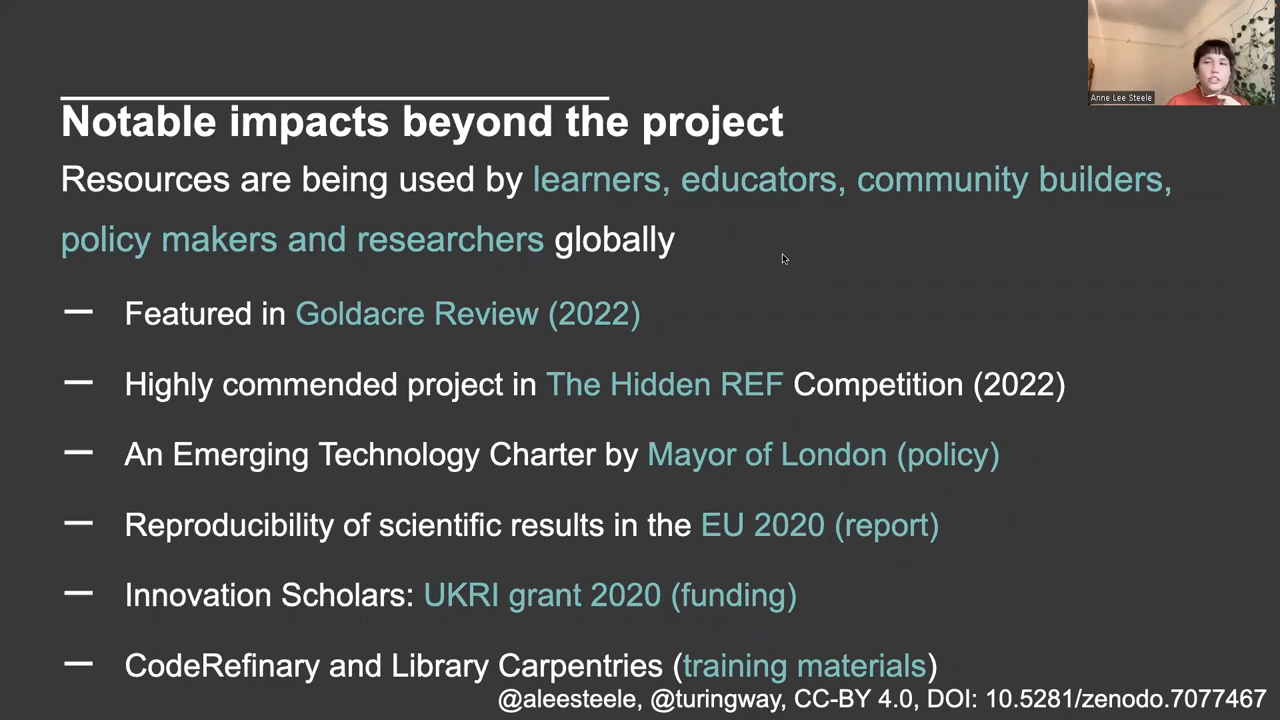 Anne Lee Steele
Notable impacts beyond the project
Resources are being used by learners, educators, community builders,
policy makers and researchers globally
— Featured in Goldacre Review (2022)
— Highly commended project in The Hidden REF Competition (2022)
— An Emerging Technology Charter by Mayor of London (policy)
— Reproducibility of scientific results in the EU 2020 (report)
— Innovation Scholars: UKRI grant 2020 (funding)
— CodeRefinary and Library Carpentries (training materials)
@aleesteele, @turingway, CC-BY 4.0, DOI: 10.5281/zenodo.7077467